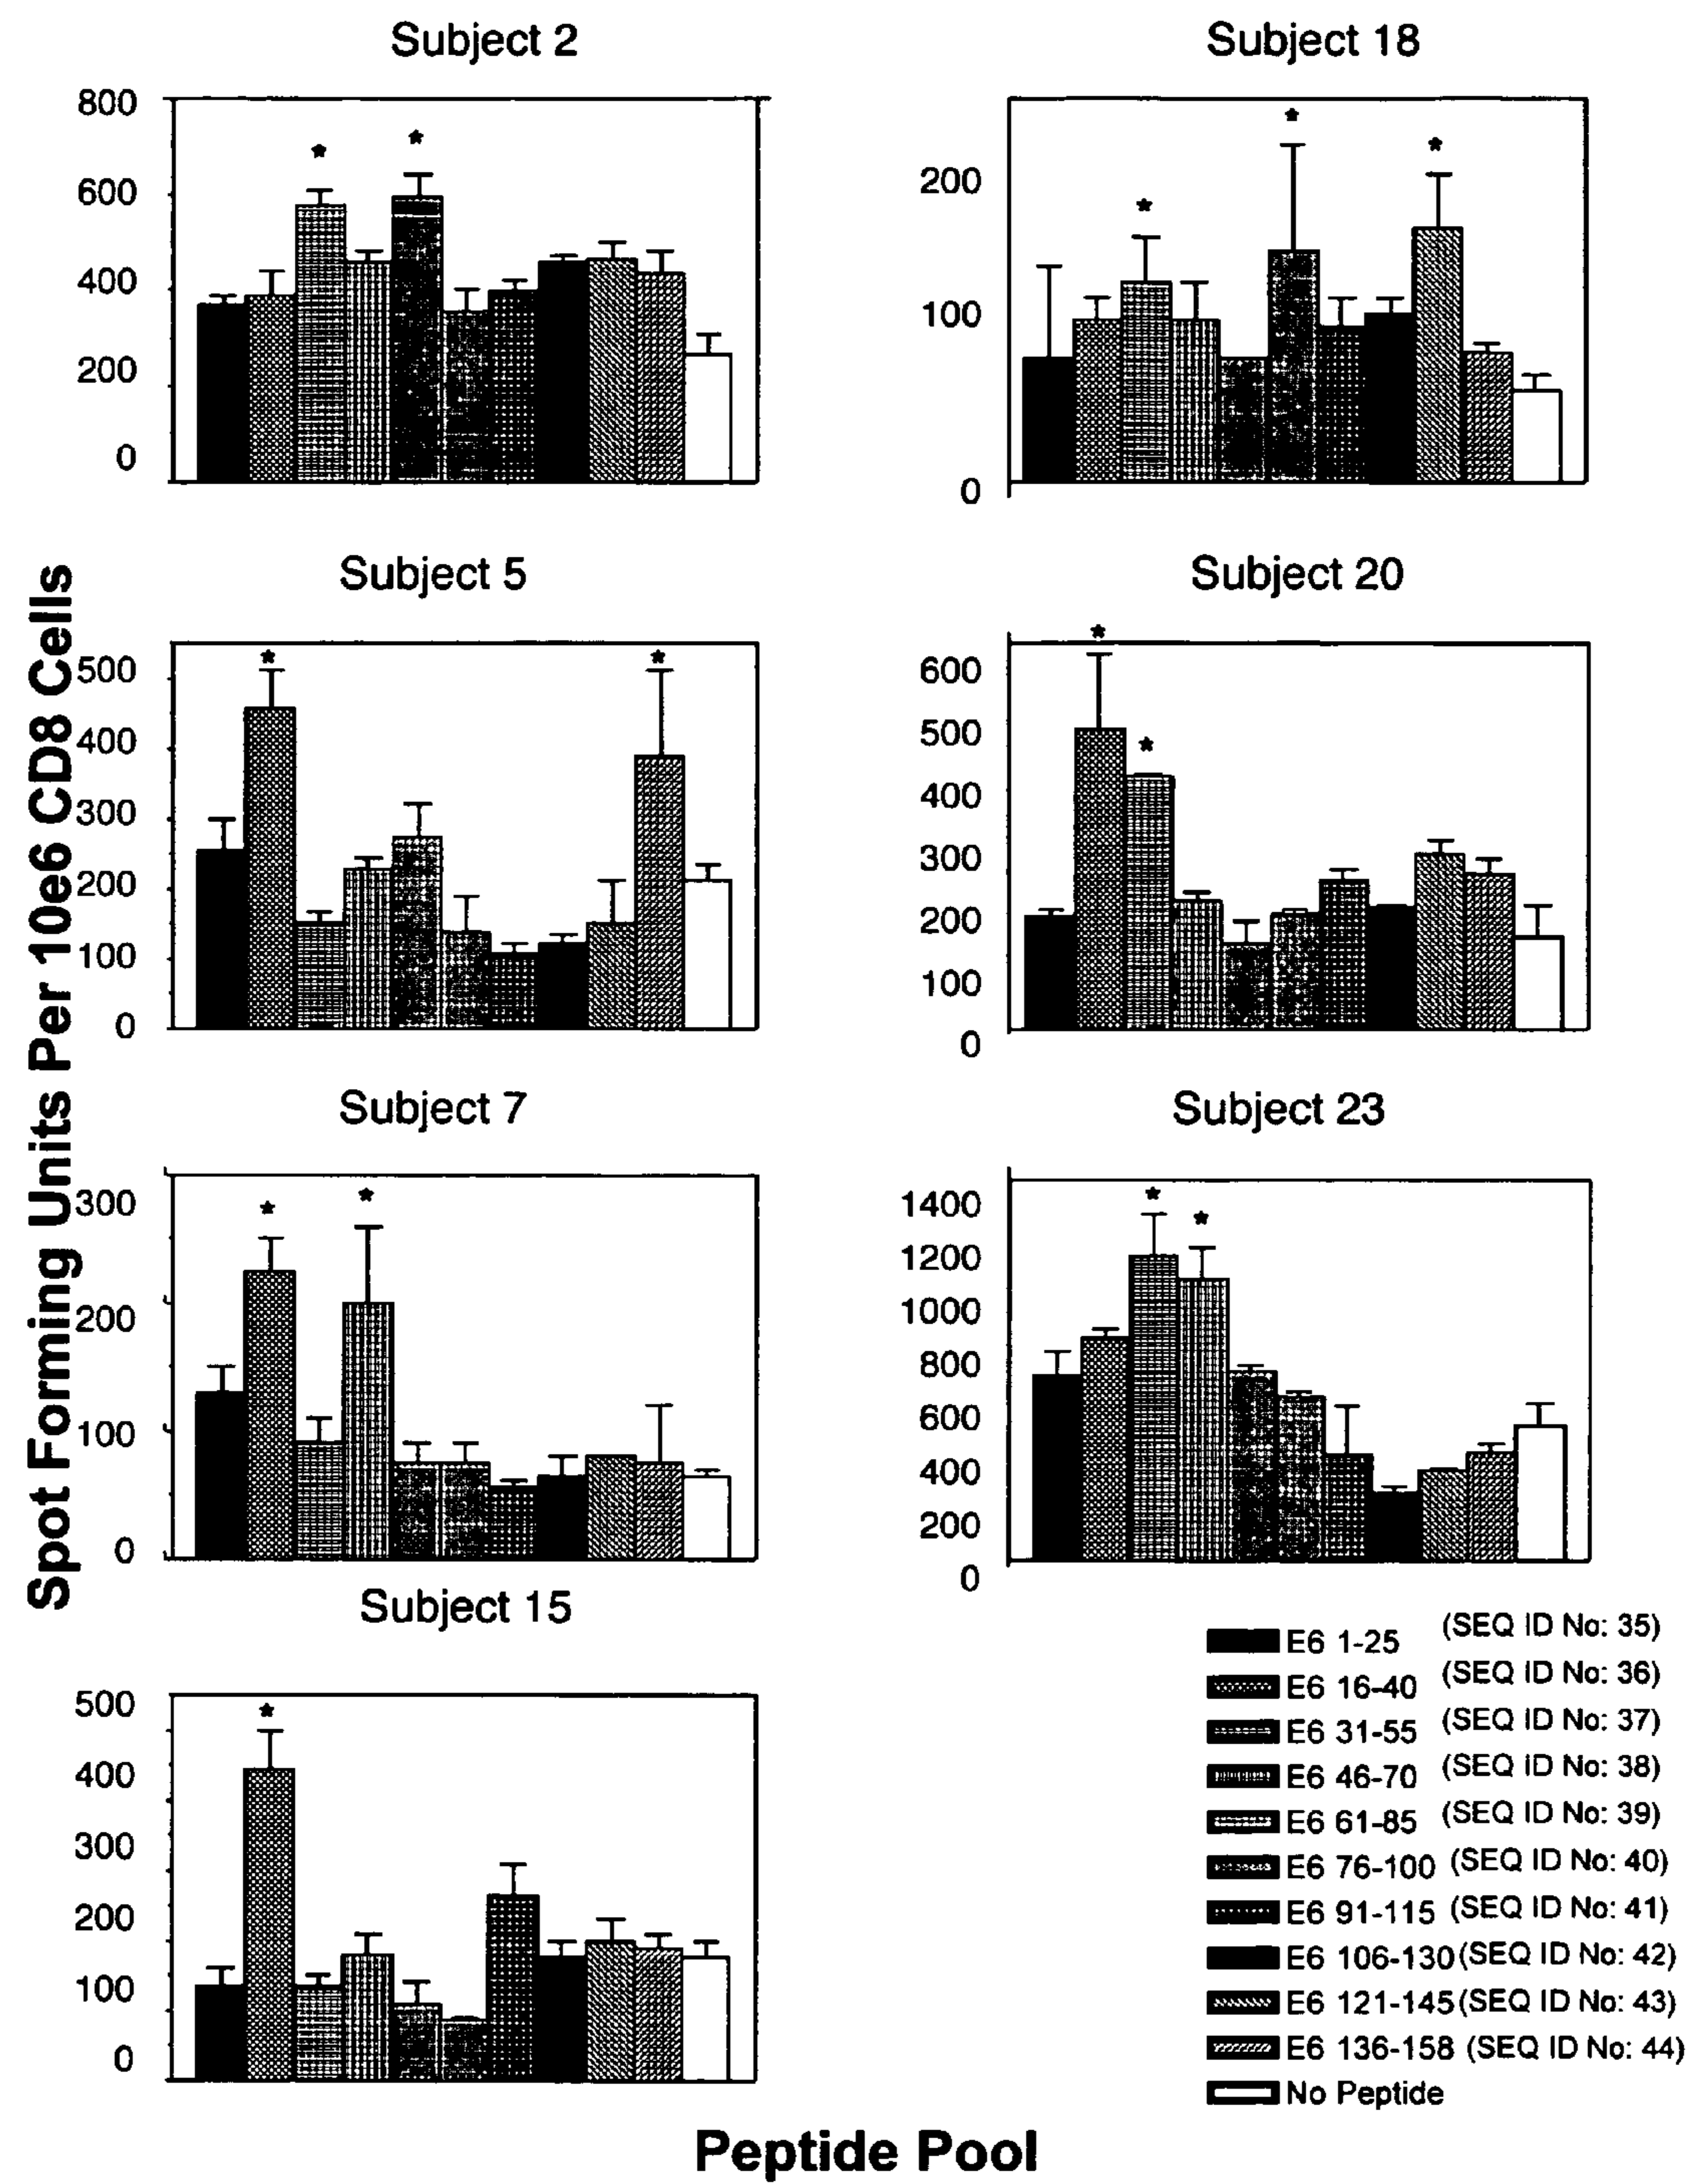 Subject 2
Subject 18
800
600
400
200
0
*
*
200
100
0
*
*
*
Spot Forming Units Per 10e6 CD8 Cells
Subject 5
Subject 20
500
400
300
200
100
0
*
*
600
500
400
300
200
100
0
*
*
Subject 7
Subject 23
300
200
100
0
*
*
1400
1200
1000
800
600
400
200
0
*
*
Subject 15
500
400
300
200
100
0
*
E6 1-25 (SEQ ID No: 35)
E6 16-40 (SEQ ID No: 36)
E6 31-55 (SEQ ID No: 37)
E6 46-70 (SEQ ID No: 38)
E6 61-85 (SEQ ID No: 39)
E6 76-100 (SEQ ID No: 40)
E6 91-115 (SEQ ID No: 41)
E6 106-130 (SEQ ID No: 42)
E6 121-145 (SEQ ID No: 43)
E6 136-158 (SEQ ID No: 44)
No Peptide
Peptide Pool